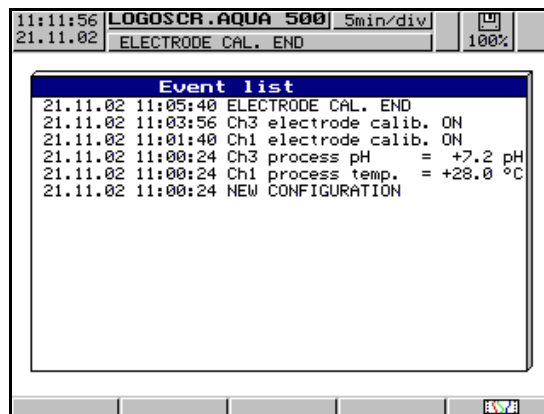 11:11:56 LOGOSCR.AQUA 500 5min/div
21.11.02 ELECTRODE CAL. END 100%
Event list
21.11.02 11:05:40 ELECTRODE CAL. END
21.11.02 11:03:56 Ch3 electrode calib. ON
21.11.02 11:01:40 Ch1 electrode calib. ON
21.11.02 11:00:24 Ch3 process pH = +7.2 pH
21.11.02 11:00:24 Ch1 process temp. = +28.0 °C
21.11.02 11:00:24 NEW CONFIGURATION